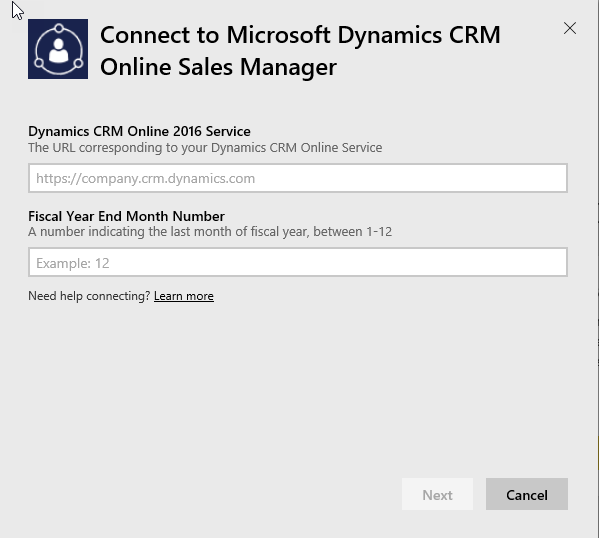 Connect to Microsoft Dynamics CRM
Online Sales Manager
Dynamics CRM Online 2016 Service
The URL corresponding to your Dynamics CRM Online Service
https://company.crm.dynamics.com
Fiscal Year End Month Number
A number indicating the last month of fiscal year, between 1-12
Example: 12
Need help connecting? Learn more
Next
Cancel